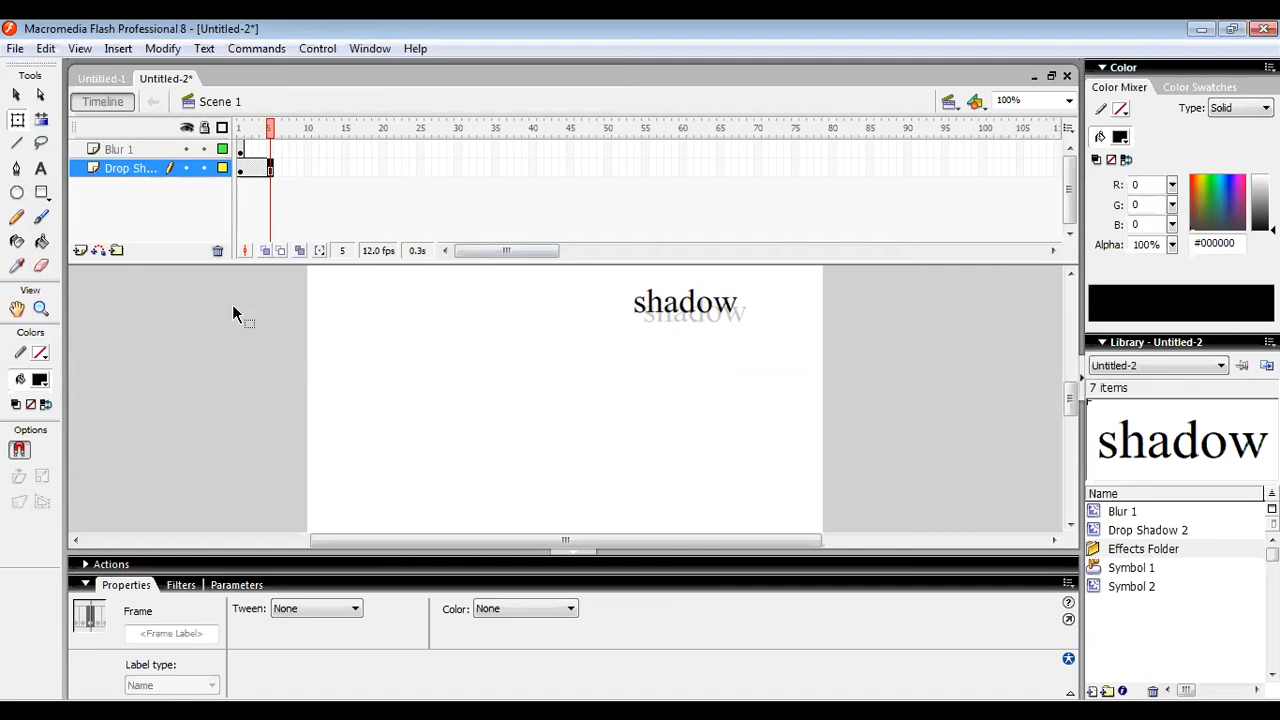 Macromedia Flash Professional 8 - [Untitled-2*]
File Edit View Insert Modify Text Commands Control Window Help
Tools
View
Colors
Options
Untitled-1 Untitled-2*
Timeline Scene 1 100%
1 5 10 15 20 25 30 35 40 45 50 55 60 65 70 75 80 85 90 95 100 105
Blur 1
Drop Sh...
5 12.0 fps 0.3s
shadow
shadow
Actions
Properties Filters Parameters
Frame
<Frame Label>
Label type:
Name
Tween: None
Color: None
Color
Color Mixer Color Swatches
Type: Solid
R: 0
G: 0
B: 0
Alpha: 100% #000000
Library - Untitled-2
Untitled-2
7 items
shadow
Name
Blur 1
Drop Shadow 2
Effects Folder
Symbol 1
Symbol 2